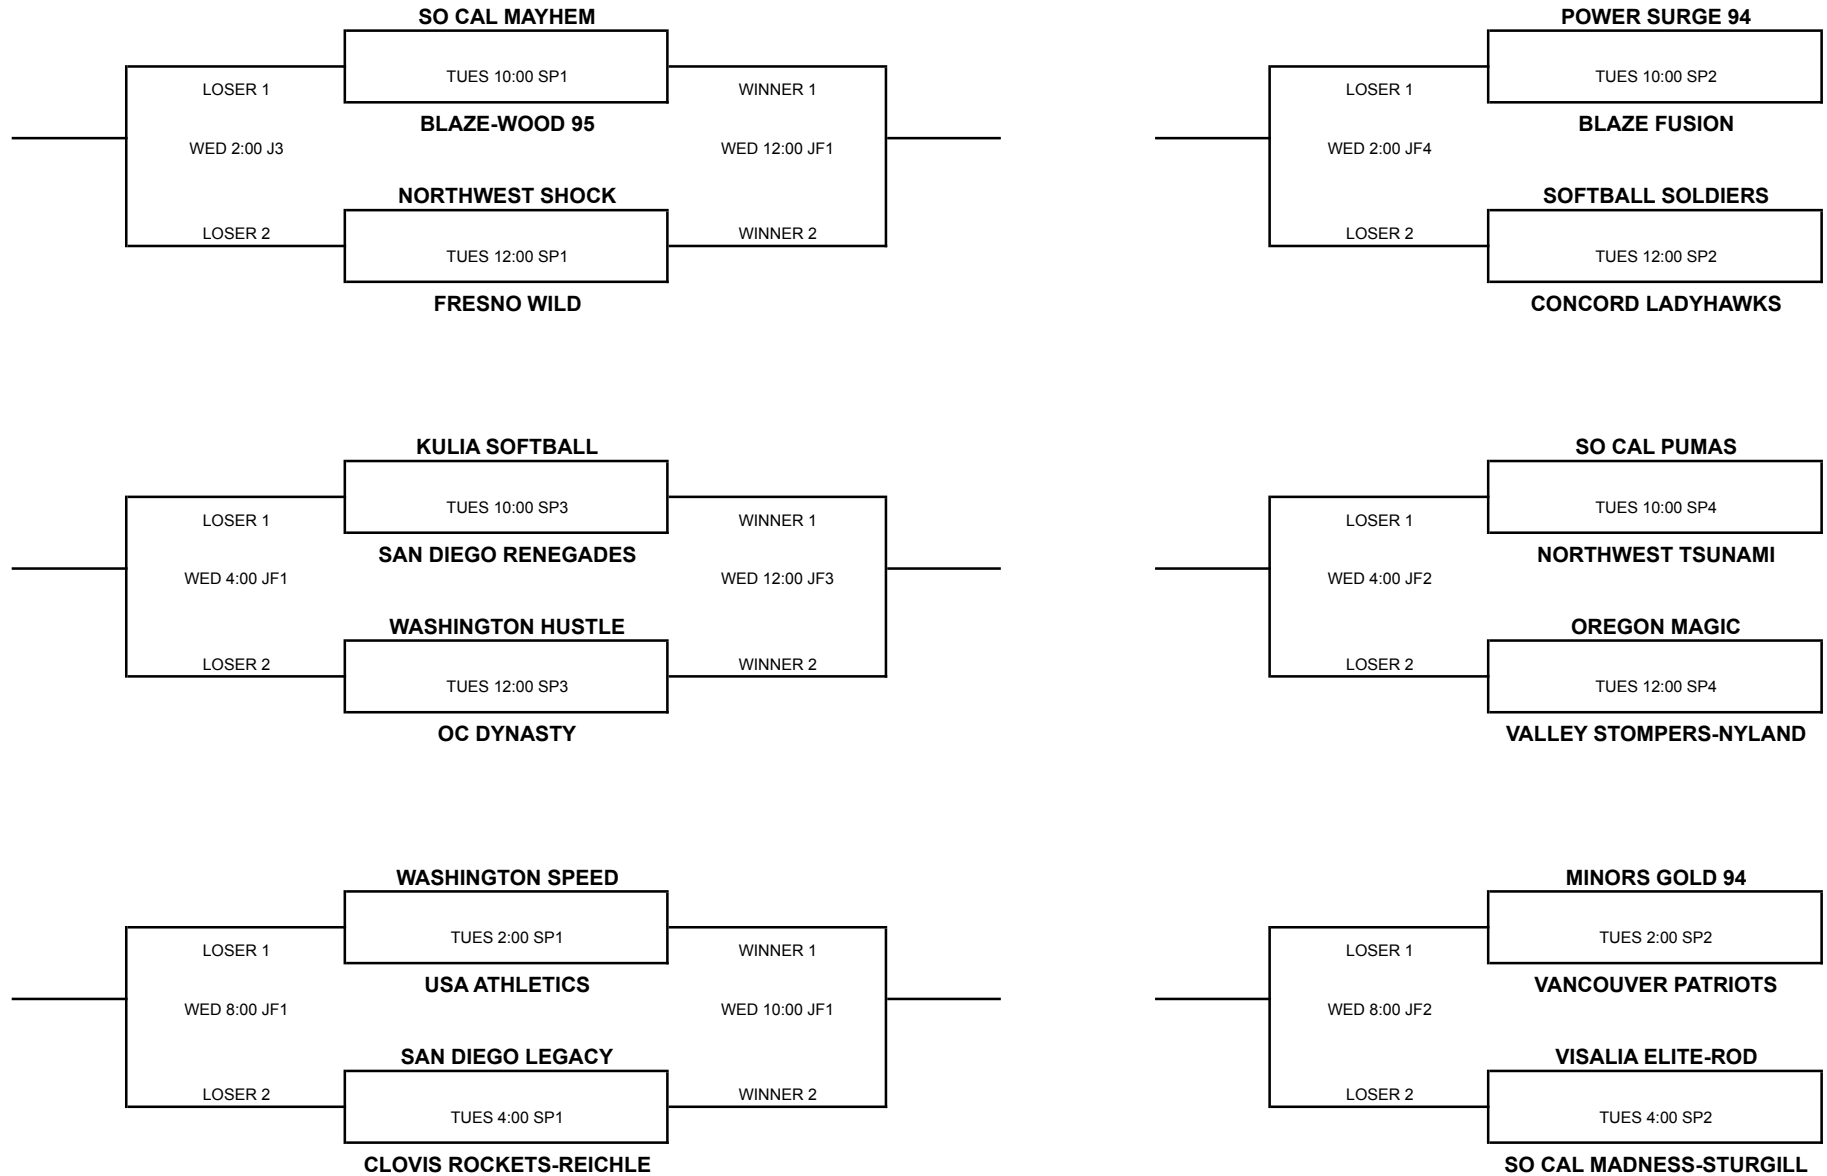 SO CAL MAYHEM
TUES 10:00 SP1
LOSER 1
WINNER 1
BLAZE-WOOD 95
WED 2:00 J3
WED 12:00 JF1
NORTHWEST SHOCK
LOSER 2
WINNER 2
TUES 12:00 SP1
FRESNO WILD
POWER SURGE 94
TUES 10:00 SP2
LOSER 1
BLAZE FUSION
WED 2:00 JF4
SOFTBALL SOLDIERS
LOSER 2
TUES 12:00 SP2
CONCORD LADYHAWKS
KULIA SOFTBALL
TUES 10:00 SP3
LOSER 1
WINNER 1
SAN DIEGO RENEGADES
WED 4:00 JF1
WED 12:00 JF3
WASHINGTON HUSTLE
LOSER 2
WINNER 2
TUES 12:00 SP3
OC DYNASTY
SO CAL PUMAS
TUES 10:00 SP4
LOSER 1
NORTHWEST TSUNAMI
WED 4:00 JF2
OREGON MAGIC
LOSER 2
TUES 12:00 SP4
VALLEY STOMPERS-NYLAND
WASHINGTON SPEED
TUES 2:00 SP1
LOSER 1
WINNER 1
USA ATHLETICS
WED 8:00 JF1
WED 10:00 JF1
SAN DIEGO LEGACY
LOSER 2
WINNER 2
TUES 4:00 SP1
CLOVIS ROCKETS-REICHLE
MINORS GOLD 94
TUES 2:00 SP2
LOSER 1
VANCOUVER PATRIOTS
WED 8:00 JF2
VISALIA ELITE-ROD
LOSER 2
TUES 4:00 SP2
SO CAL MADNESS-STURGILL